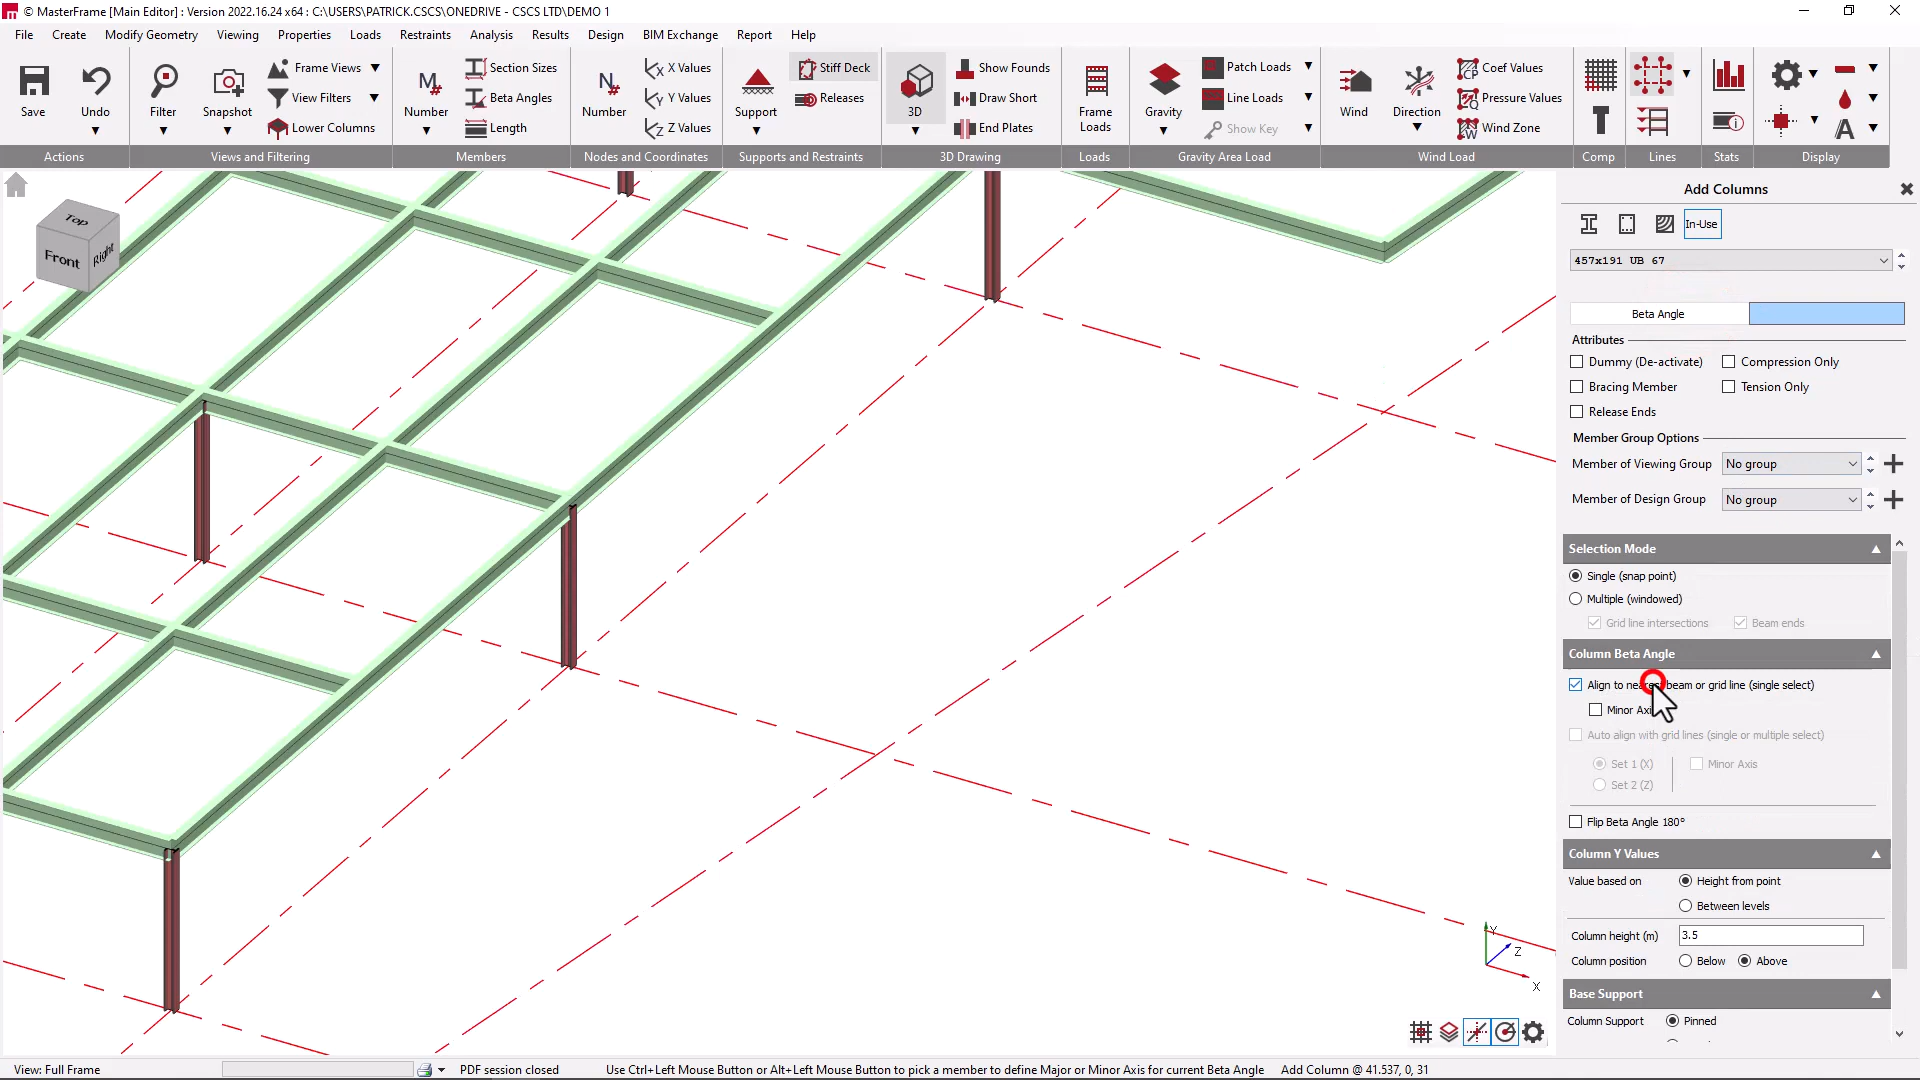 © MasterFrame [Main Editor] : Version 2022.16.24 x64 : C:\USERS\PATRICK.CSCS\ONEDRIVE - CSCS LTD\DEMO 1
File Create Modify Geometry Viewing Properties Loads Restraints Analysis Results Design BIM Exchange Report Help
Save
Undo
Actions
Filter
Snapshot
Frame Views
View Filters
Lower Columns
Views and Filtering
Number
Section Sizes
Beta Angles
Length
Members
Number
X Values
Y Values
Z Values
Nodes and Coordinates
Support
Stiff Deck
Releases
Supports and Restraints
3D
Show Founds
Draw Short
End Plates
3D Drawing
Frame Loads
Loads
Gravity
Patch Loads
Line Loads
Show Key
Gravity Area Load
Wind
Direction
Coef Values
Pressure Values
Wind Zone
Wind Load
Comp
Lines
Stats
Display
Top
Front
Right
Y
Z
X
Add Columns
In-Use
457x191 UB 67
Beta Angle
Attributes
Dummy (De-activate) Compression Only
Bracing Member Tension Only
Release Ends
Member Group Options
Member of Viewing Group No group
Member of Design Group No group
Selection Mode
Single (snap point)
Multiple (windowed)
Grid line intersections Beam ends
Column Beta Angle
Align to nearest beam or grid line (single select)
Minor Axis
Auto align with grid lines (single or multiple select)
Set 1 (X) Minor Axis
Set 2 (Z)
Flip Beta Angle 180°
Column Y Values
Value based on Height from point
Between levels
Column height (m) 3.5
Column position Below Above
Base Support
Column Support Pinned
View: Full Frame PDF session closed Use Ctrl+Left Mouse Button or Alt+Left Mouse Button to pick a member to define Major or Minor Axis for current Beta Angle Add Column @ 41.537, 0, 31